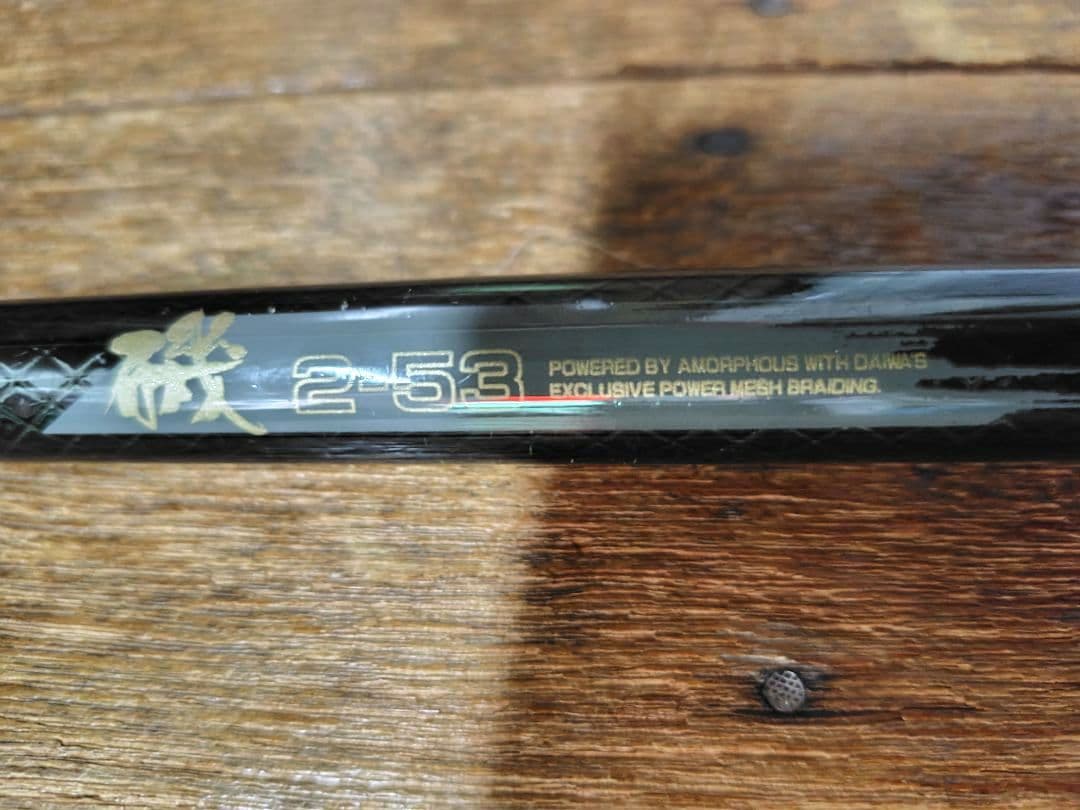 磯 2-53
POWERED BY AMORPHOUS WITH DAIWA'S
EXCLUSIVE POWER MESH BRAIDING.